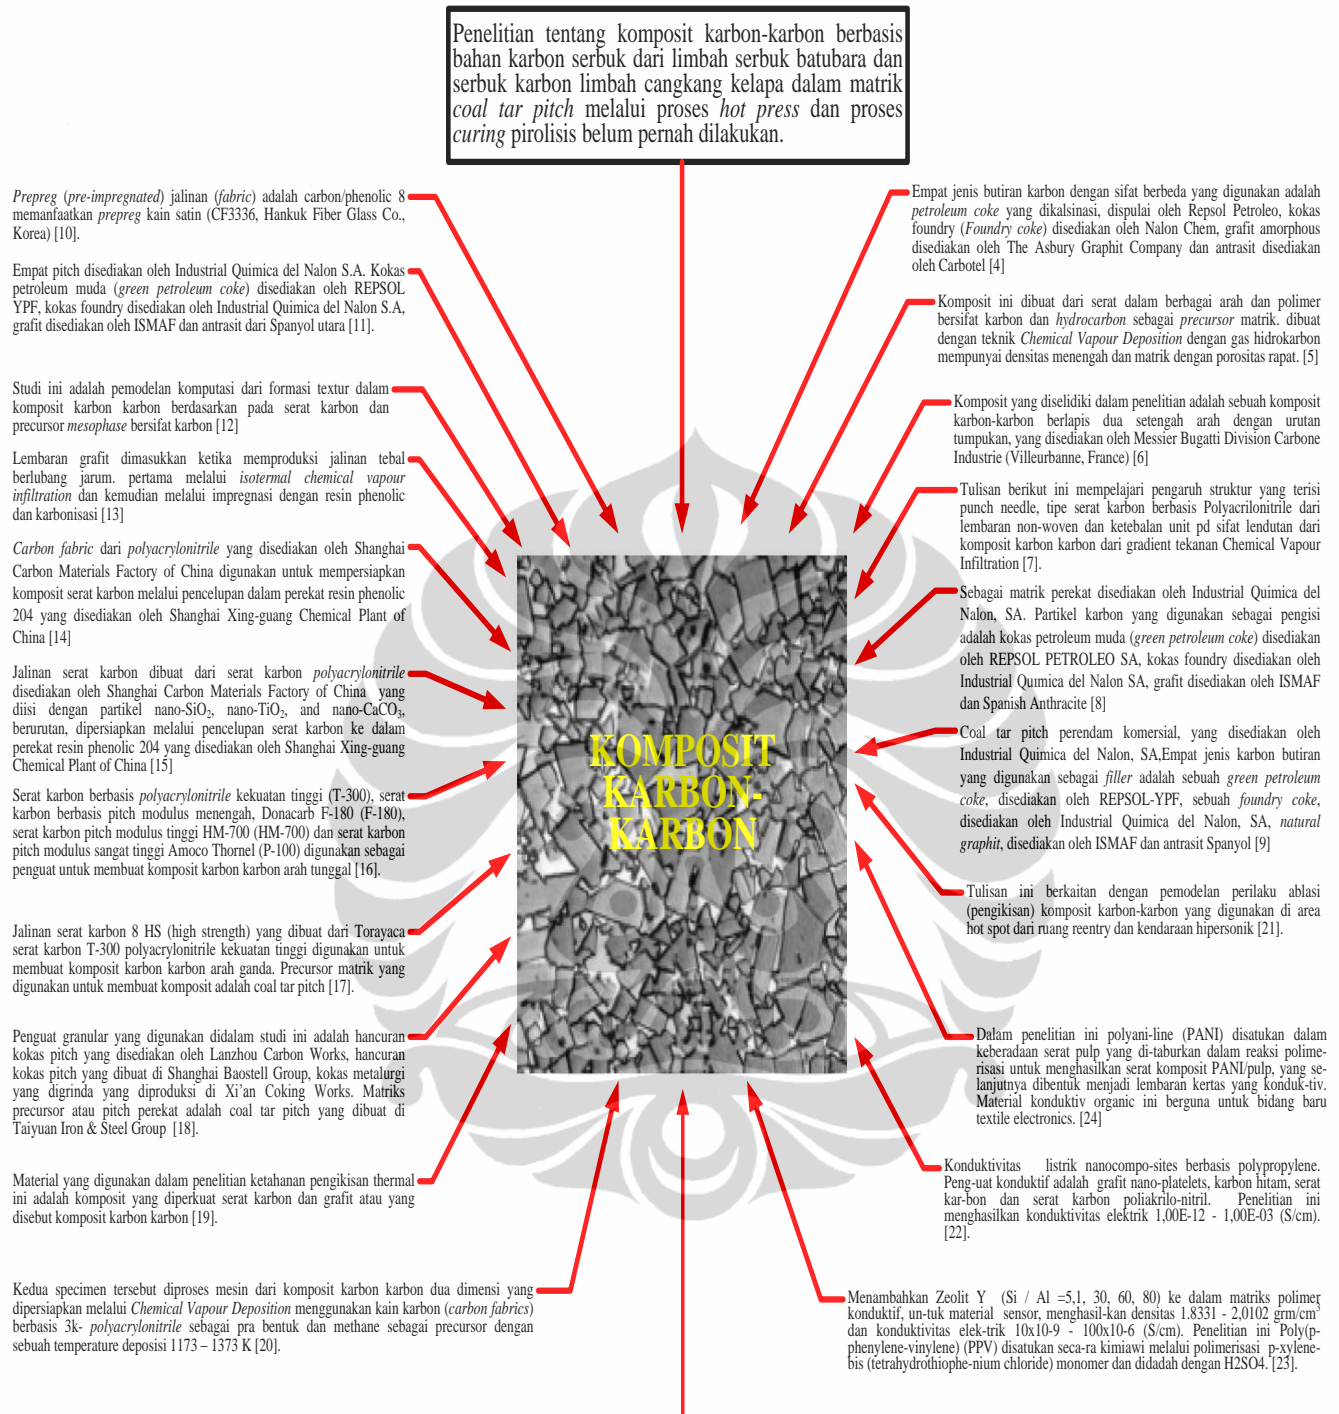 Penelitian tentang komposit karbon-karbon berbasis
bahan karbon serbuk dari limbah serbuk batubara dan
serbuk karbon limbah cangkang kelapa dalam matrik
coal tar pitch melalui proses hot press dan proses
curing pirolisis belum pernah dilakukan.
Prepreg (pre-impregnated) jalinan (fabric) adalah carbon/phenolic 8
memanfaatkan prepreg kain satin (CF3336, Hankuk Fiber Glass Co.,
Korea) [10].
Empat pitch disediakan oleh Industrial Quimica del Nalon S.A. Kokas
petroleum muda (green petroleum coke) disediakan oleh REPSOL
YPF, kokas foundry disediakan oleh Industrial Quimica del Nalon S.A,
grafit disediakan oleh ISMAF dan antrasit dari Spanyol utara [11].
Studi ini adalah pemodelan komputasi dari formasi textur dalam
komposit karbon karbon berdasarkan pada serat karbon dan
precursor mesophase bersifat karbon [12]
Lembaran grafit dimasukkan ketika memproduksi jalinan tebal
berlubang jarum. pertama melalui isotermal chemical vapour
infiltration dan kemudian melalui impregnasi dengan resin phenolic
dan karbonisasi [13]
Carbon fabric dari polyacrylonitrile yang disediakan oleh Shanghai
Carbon Materials Factory of China digunakan untuk mempersiapkan
komposit serat karbon melalui pencelupan dalam perekat resin phenolic
204 yang disediakan oleh Shanghai Xing-guang Chemical Plant of
China [14]
Jalinan serat karbon dibuat dari serat karbon polyacrylonitrile
disediakan oleh Shanghai Carbon Materials Factory of China yang
diisi dengan partikel nano-SiO₂, nano-TiO₂, and nano-CaCO₃,
berurutan, dipersiapkan melalui pencelupan serat karbon ke dalam
perekat resin phenolic 204 yang disediakan oleh Shanghai Xing-guang
Chemical Plant of China [15]
Serat karbon berbasis polyacrylonitrile kekuatan tinggi (T-300), serat
karbon berbasis pitch modulus menengah, Donacarb F-180 (F-180),
serat karbon pitch modulus tinggi HM-700 (HM-700) dan serat karbon
pitch modulus sangat tinggi Amoco Thornel (P-100) digunakan sebagai
penguat untuk membuat komposit karbon karbon arah tunggal [16].
Jalinan serat karbon 8 HS (high strength) yang dibuat dari Torayaca
serat karbon T-300 polyacrylonitrile kekuatan tinggi digunakan untuk
membuat komposit karbon karbon arah ganda. Precursor matrik yang
digunakan untuk membuat komposit adalah coal tar pitch [17].
Penguat granular yang digunakan didalam studi ini adalah hancuran
kokas pitch yang disediakan oleh Lanzhou Carbon Works, hancuran
kokas pitch yang dibuat di Shanghai Baostell Group, kokas metalurgi
yang digrinda yang diproduksi di Xi'an Coking Works. Matriks
precursor atau pitch perekat adalah coal tar pitch yang dibuat di
Taiyuan Iron & Steel Group [18].
Material yang digunakan dalam penelitian ketahanan pengikisan thermal
ini adalah komposit yang diperkuat serat karbon dan grafit atau yang
disebut komposit karbon karbon [19].
Kedua specimen tersebut diproses mesin dari komposit karbon karbon dua dimensi yang
dipersiapkan melalui Chemical Vapour Deposition menggunakan kain karbon (carbon fabrics)
berbasis 3k- polyacrylonitrile sebagai pra bentuk dan methane sebagai precursor dengan
sebuah temperature deposisi 1173 – 1373 K [20].
KOMPOSIT
KARBON-
KARBON
Empat jenis butiran karbon dengan sifat berbeda yang digunakan adalah
petroleum coke yang dikalsinasi, dispulai oleh Repsol Petroleo, kokas
foundry (Foundry coke) disediakan oleh Nalon Chem, grafit amorphous
disediakan oleh The Asbury Graphit Company dan antrasit disediakan
oleh Carbotel [4]
Komposit ini dibuat dari serat dalam berbagai arah dan polimer
bersifat karbon dan hydrocarbon sebagai precursor matrik. dibuat
dengan teknik Chemical Vapour Deposition dengan gas hidrokarbon
mempunyai densitas menengah dan matrik dengan porositas rapat. [5]
Komposit yang diselidiki dalam penelitian adalah sebuah komposit
karbon-karbon berlapis dua setengah arah dengan urutan
tumpukan, yang disediakan oleh Messier Bugatti Division Carbone
Industrie (Villeurbanne, France) [6]
Tulisan berikut ini mempelajari pengaruh struktur yang terisi
punch needle, tipe serat karbon berbasis Polyacrilonitrile dari
lembaran non-woven dan ketebalan unit pd sifat lendutan dari
komposit karbon karbon dari gradient tekanan Chemical Vapour
Infiltration [7].
Sebagai matrik perekat disediakan oleh Industrial Quimica del
Nalon, SA. Partikel karbon yang digunakan sebagai pengisi
adalah kokas petroleum muda (green petroleum coke) disediakan
oleh REPSOL PETROLEO SA, kokas foundry disediakan oleh
Industrial Qumica del Nalon SA, grafit disediakan oleh ISMAF
dan Spanish Anthracite [8]
Coal tar pitch perendam komersial, yang disediakan oleh
Industrial Quimica del Nalon, SA,Empat jenis karbon butiran
yang digunakan sebagai filler adalah sebuah green petroleum
coke, disediakan oleh REPSOL-YPF, sebuah foundry coke,
disediakan oleh Industrial Quimica del Nalon, SA, natural
graphit, disediakan oleh ISMAF dan antrasit Spanyol [9]
Tulisan ini berkaitan dengan pemodelan perilaku ablasi
(pengikisan) komposit karbon-karbon yang digunakan di area
hot spot dari ruang reentry dan kendaraan hipersonik [21].
Dalam penelitian ini polyani-line (PANI) disatukan dalam
keberadaan serat pulp yang di-taburkan dalam reaksi polime-
risasi untuk menghasilkan serat komposit PANI/pulp, yang se-
lanjutnya dibentuk menjadi lembaran kertas yang konduk-tiv.
Material konduktiv organic ini berguna untuk bidang baru
textile electronics. [24]
Konduktivitas listrik nanocompo-sites berbasis polypropylene.
Peng-uat konduktif adalah grafit nano-platelets, karbon hitam, serat
kar-bon dan serat karbon poliakrilo-nitril. Penelitian ini
menghasilkan konduktivitas elektrik 1,00E-12 - 1,00E-03 (S/cm).
[22].
Menambahkan Zeolit Y (Si / Al =5,1, 30, 60, 80) ke dalam matriks polimer
konduktif, un-tuk material sensor, menghasil-kan densitas 1.8331 - 2,0102 grm/cm³
dan konduktivitas elek-trik 10x10-9 - 100x10-6 (S/cm). Penelitian ini Poly(p-
phenylene-vinylene) (PPV) disatukan seca-ra kimiawi melalui polimerisasi p-xylene-
bis (tetrahydrothiophe-nium chloride) monomer dan didadah dengan H2SO4. [23].